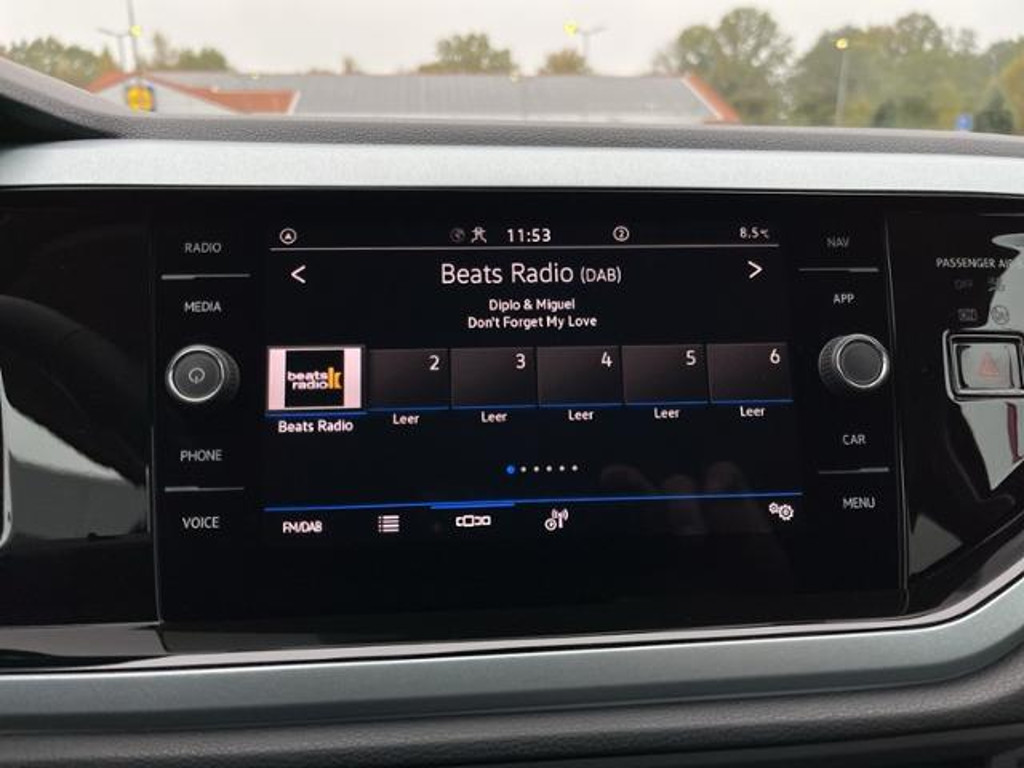 11:53
2
8.5°C
RADIO
NAV
< Beats Radio (DAB) >
PASSENGER AIR
MEDIA
APP
Diplo & Miguel
Don't Forget My Love
OFF
beats radio k
2
3
4
5
6
Beats Radio
Leer
Leer
Leer
Leer
Leer
PHONE
CAR
VOICE
MENU
FM/DAB